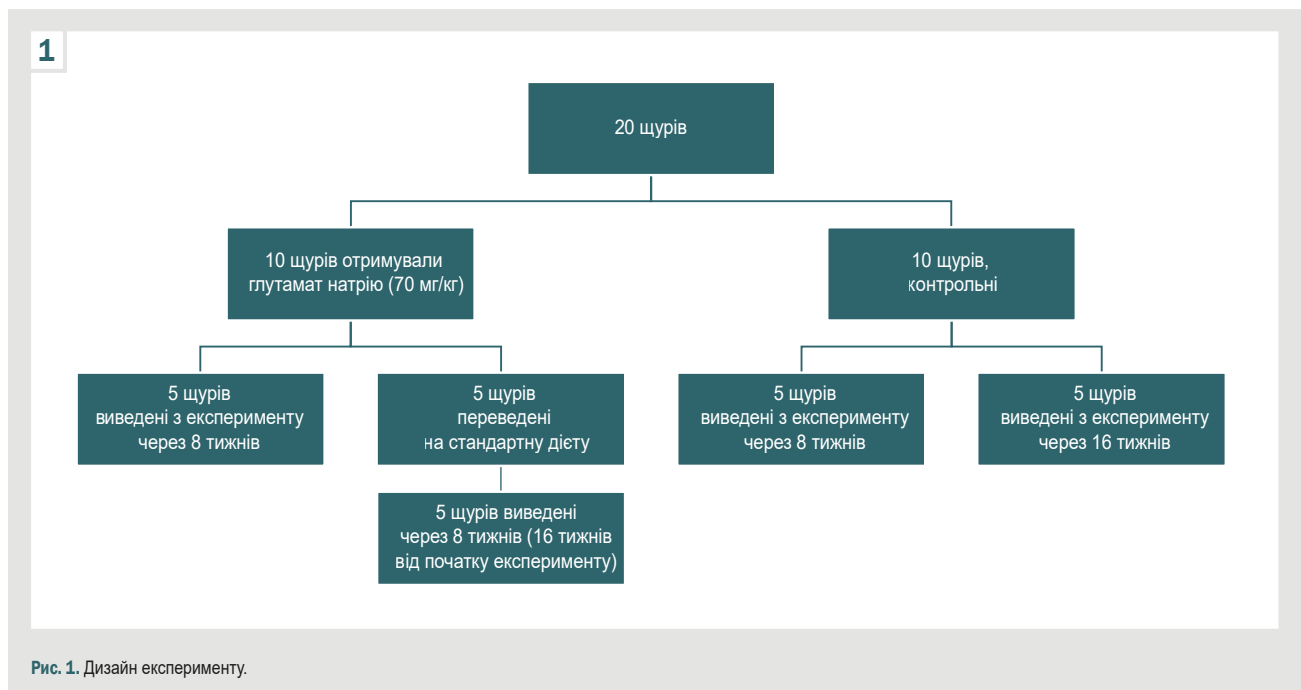 1
20 щурів
10 щурів отримували
глутамат натрію (70 мг/кг)
10 щурів,
контрольні
5 щурів
виведені з експерименту
через 8 тижнів
5 щурів
переведені
на стандартну дієту
5 щурів
виведені з експерименту
через 8 тижнів
5 щурів
виведені з експерименту
через 16 тижнів
5 щурів виведені
через 8 тижнів (16 тижнів
від початку експерименту)
Рис. 1. Дизайн експерименту.